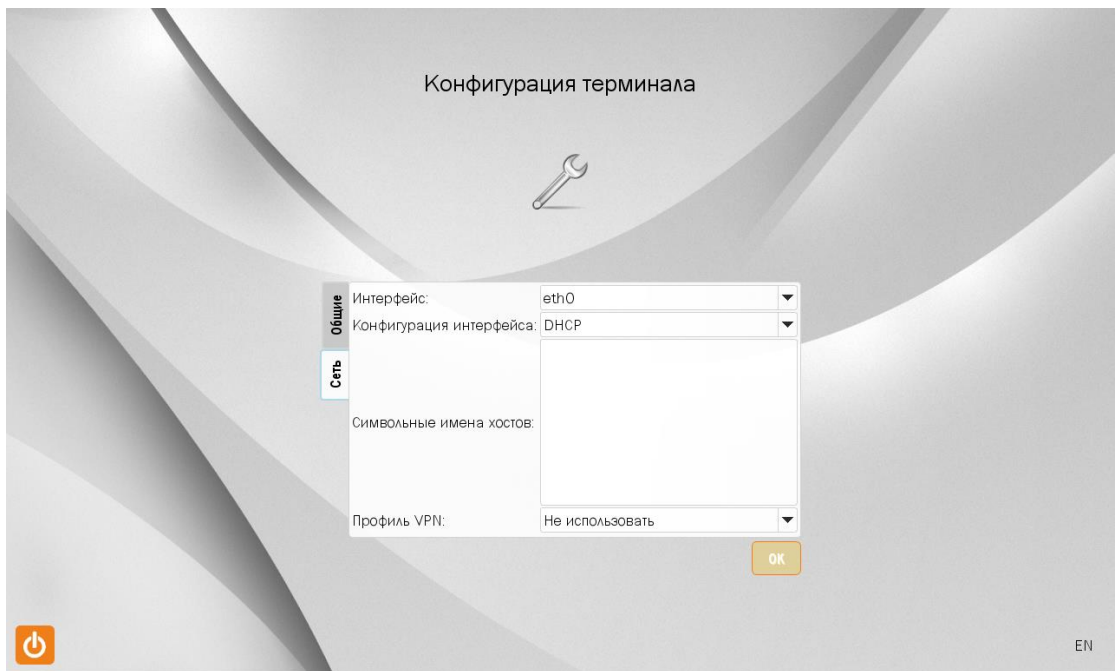 Конфигурация терминала
Общие
Сеть
Интерфейс: eth0
Конфигурация интерфейса: DHCP
Символьные имена хостов:
Профиль VPN: Не использовать
OK
EN